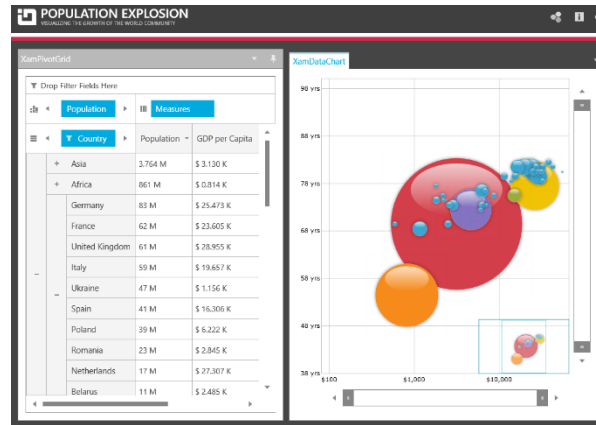 POPULATION EXPLOSION
VISUALIZING THE GROWTH OF THE WORLD COMMUNITY
XamPivotGrid
Drop Filter Fields Here
Population Measures
Country Population GDP per Capita
+ Asia 3.764 M $ 3.130 K
+ Africa 861 M $ 0.814 K
Germany 83 M $ 25.473 K
France 62 M $ 23.605 K
United Kingdom 61 M $ 28.955 K
Italy 59 M $ 19.657 K
Ukraine 47 M $ 1.156 K
Spain 41 M $ 16.306 K
Poland 39 M $ 6.222 K
Romania 23 M $ 2.845 K
Netherlands 17 M $ 27.307 K
Belarus 11 M $ 2.485 K
XamDataChart
90 yrs
88 yrs
78 yrs
68 yrs
58 yrs
48 yrs
38 yrs
$100 $1,000 $10,000